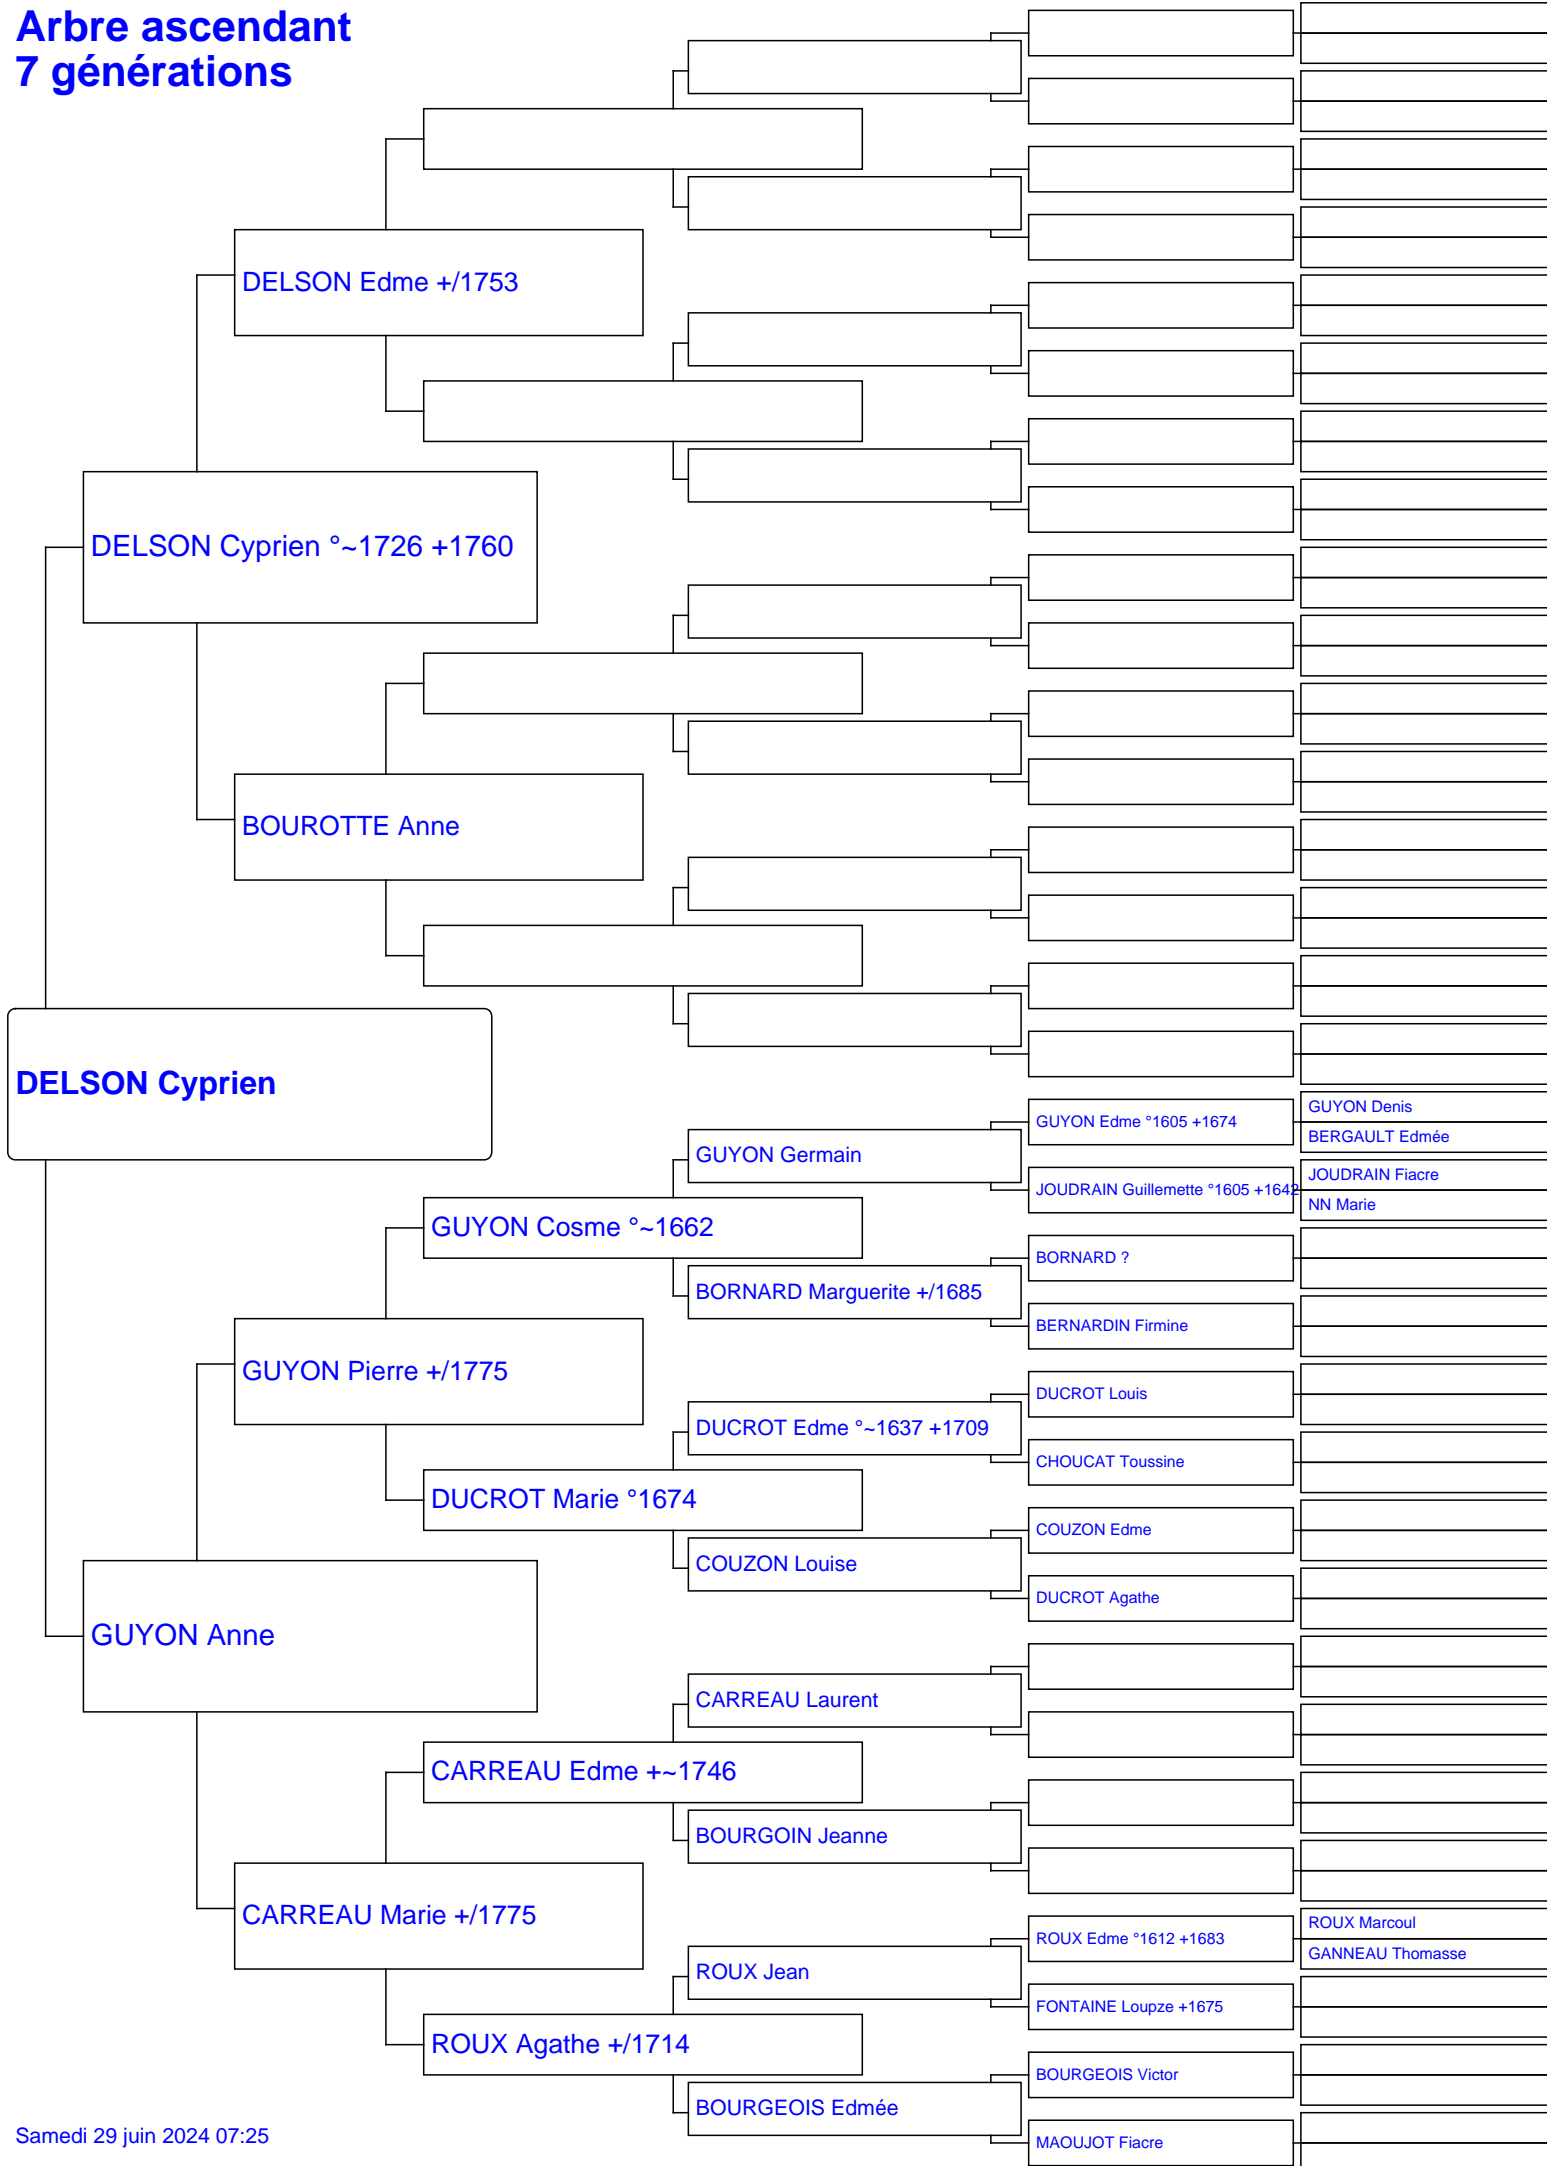 Arbre ascendant
7 générations
DELSON Edme +/1753
DELSON Cyprien °~1726 +1760
BOUROTTE Anne
DELSON Cyprien
GUYON Denis
GUYON Edme °1605 +1674
BERGAULT Edmée
GUYON Germain
JOUDRAIN Fiacre
JOUDRAIN Guillemette °1605 +1642
NN Marie
GUYON Cosme °~1662
BORNARD ?
BORNARD Marguerite +/1685
BERNARDIN Firmine
GUYON Pierre +/1775
DUCROT Louis
DUCROT Edme °~1637 +1709
CHOUCAT Toussine
DUCROT Marie °1674
COUZON Edme
COUZON Louise
DUCROT Agathe
GUYON Anne
CARREAU Laurent
CARREAU Edme +~1746
BOURGOIN Jeanne
CARREAU Marie +/1775
ROUX Marcoul
ROUX Edme °1612 +1683
GANNEAU Thomasse
ROUX Jean
FONTAINE Loupze +1675
ROUX Agathe +/1714
BOURGEOIS Victor
BOURGEOIS Edmée
MAOUJOT Fiacre
Samedi 29 juin 2024 07:25